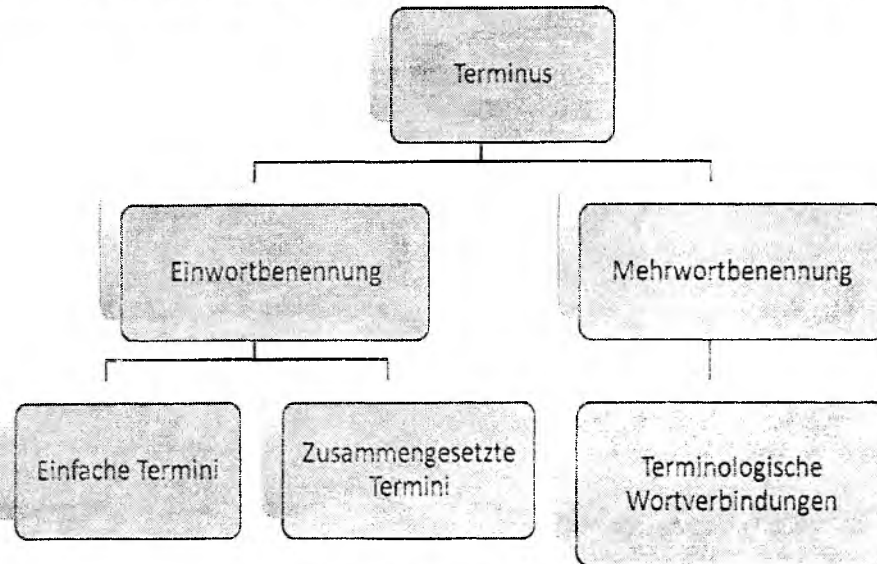 Terminus
Einwortbenennung
Mehrwortbenennung
Einfache Termini
Zusammengesetzte
Termini
Terminologische
Wortverbindungen